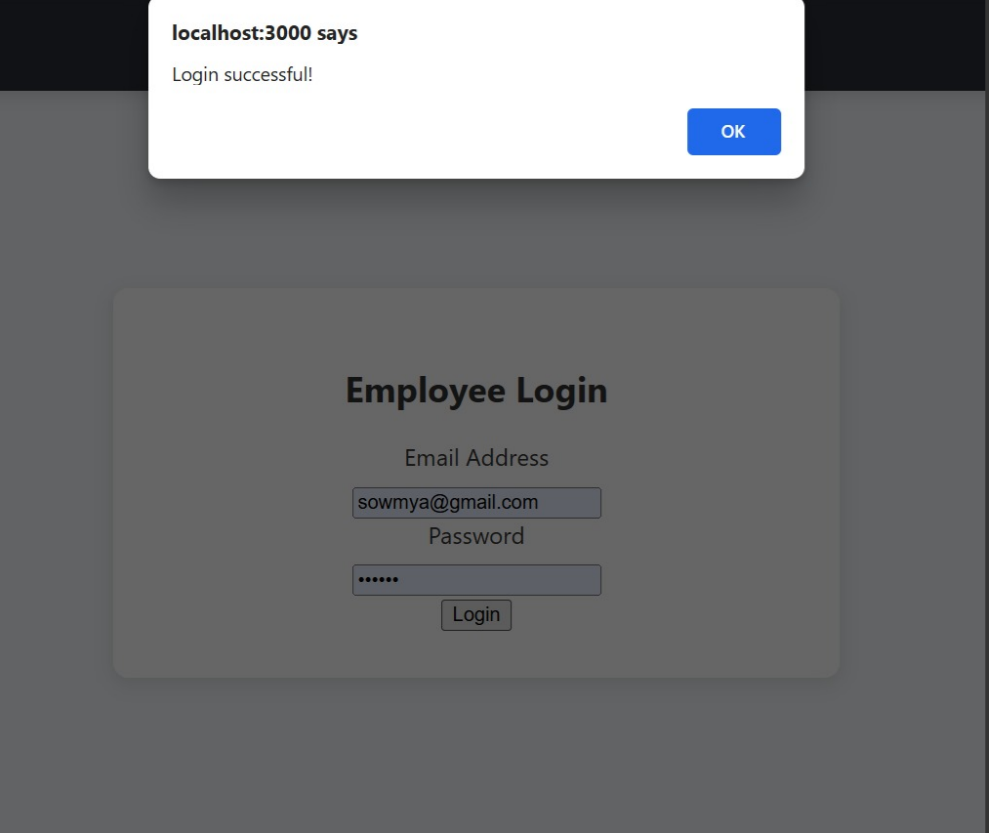 localhost:3000 says
Login successful!
OK
Employee Login
Email Address
sowmya@gmail.com
Password
••••••
Login